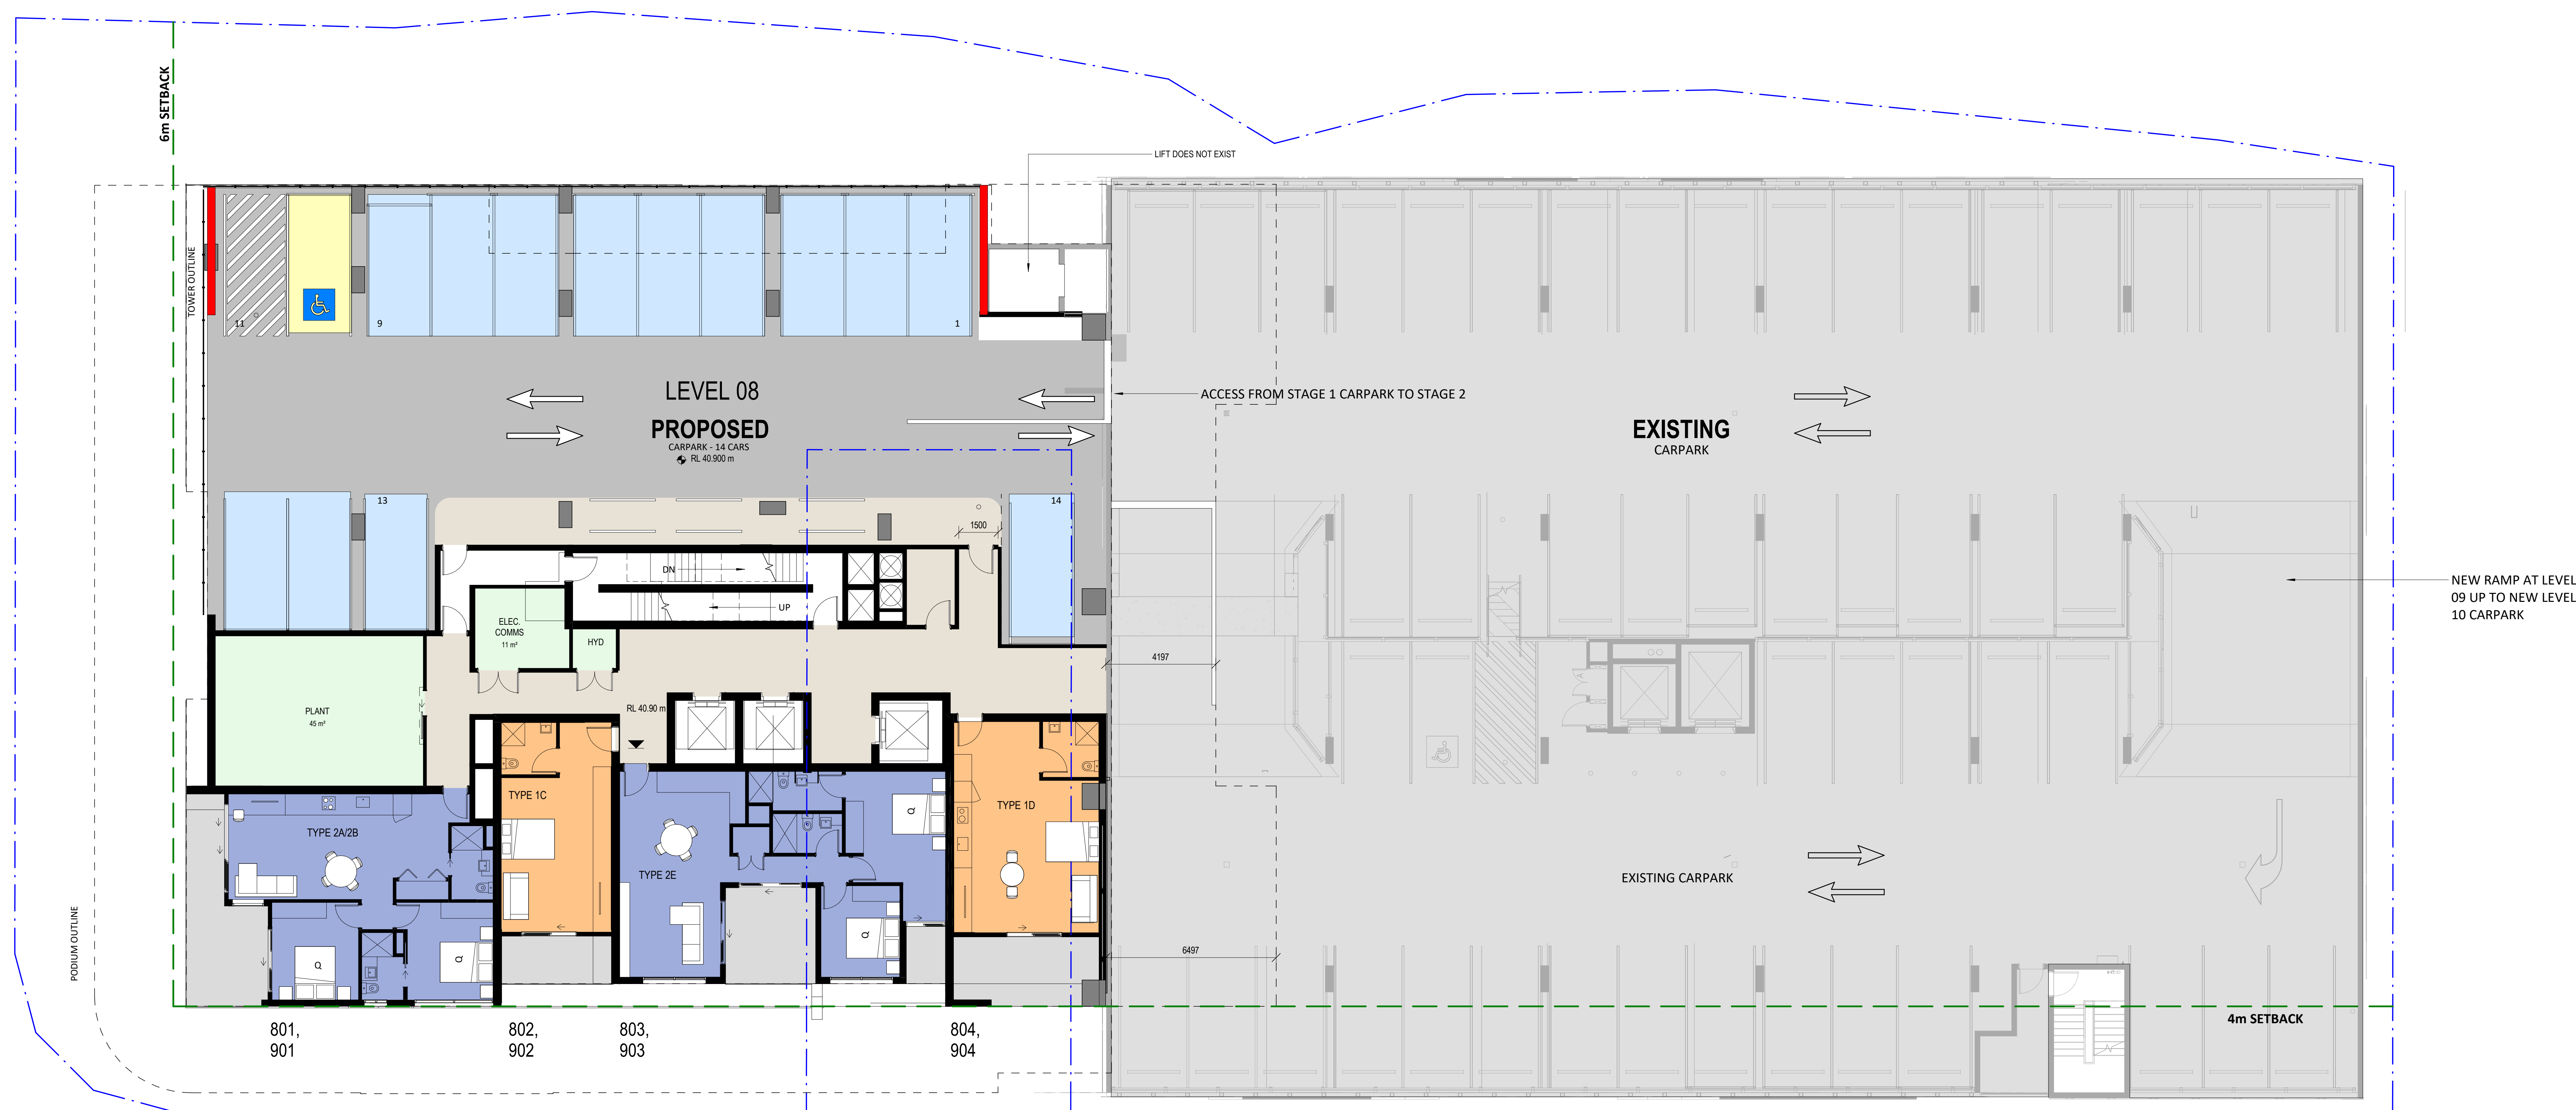 6m SETBACK
LIFT DOES NOT EXIST
TOWER OUTLINE
11
9
1
LEVEL 08
PROPOSED
CARPARK - 14 CARS
RL 40.900 m
ACCESS FROM STAGE 1 CARPARK TO STAGE 2
EXISTING
CARPARK
13
14
1500
DN
UP
ELEC.
COMMS
11 m²
HYD
NEW RAMP AT LEVEL
09 UP TO NEW LEVEL
10 CARPARK
4197
PLANT
45 m²
RL 40.90 m
TYPE 1C
TYPE 1D
TYPE 2A/2B
TYPE 2E
Q
Q
Q
Q
EXISTING CARPARK
PODIUM OUTLINE
6497
4m SETBACK
801,
901
802,
902
803,
903
804,
904